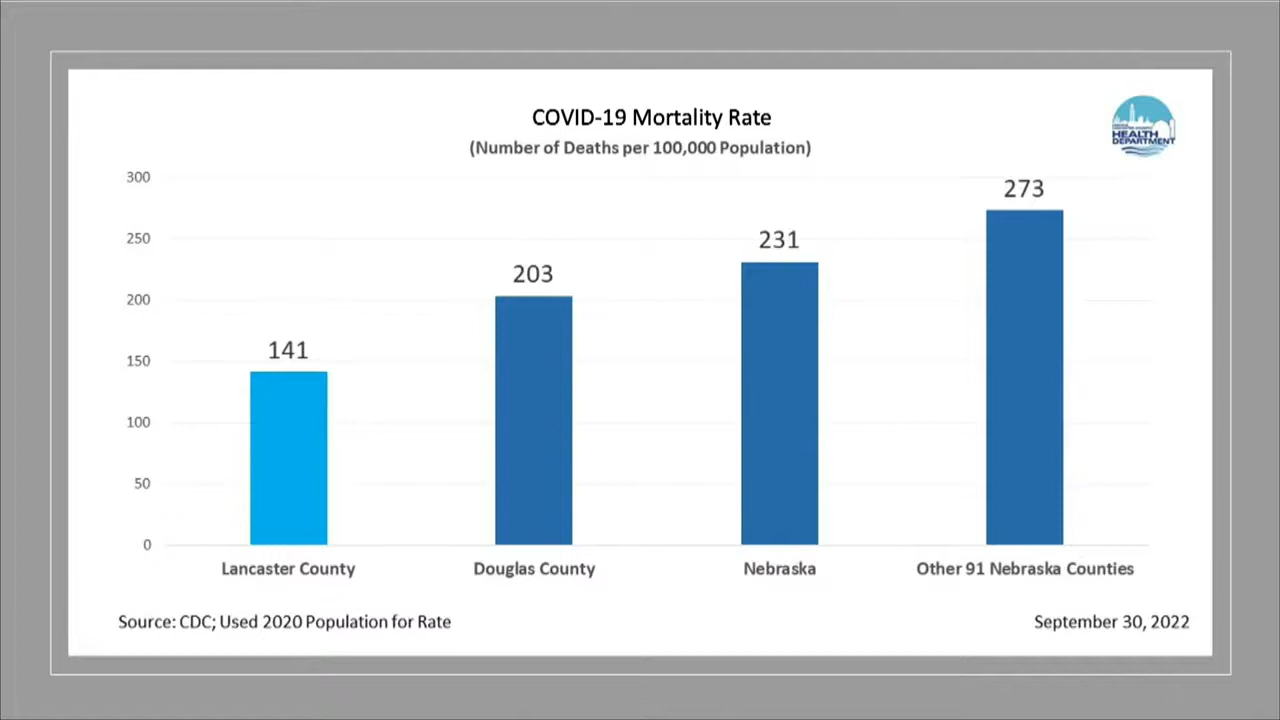 COVID-19 Mortality Rate
(Number of Deaths per 100,000 Population)
HEALTH
DEPARTMENT
300
250
200
150
100
50
0
141
203
231
273
Lancaster County
Douglas County
Nebraska
Other 91 Nebraska Counties
Source: CDC; Used 2020 Population for Rate
September 30, 2022